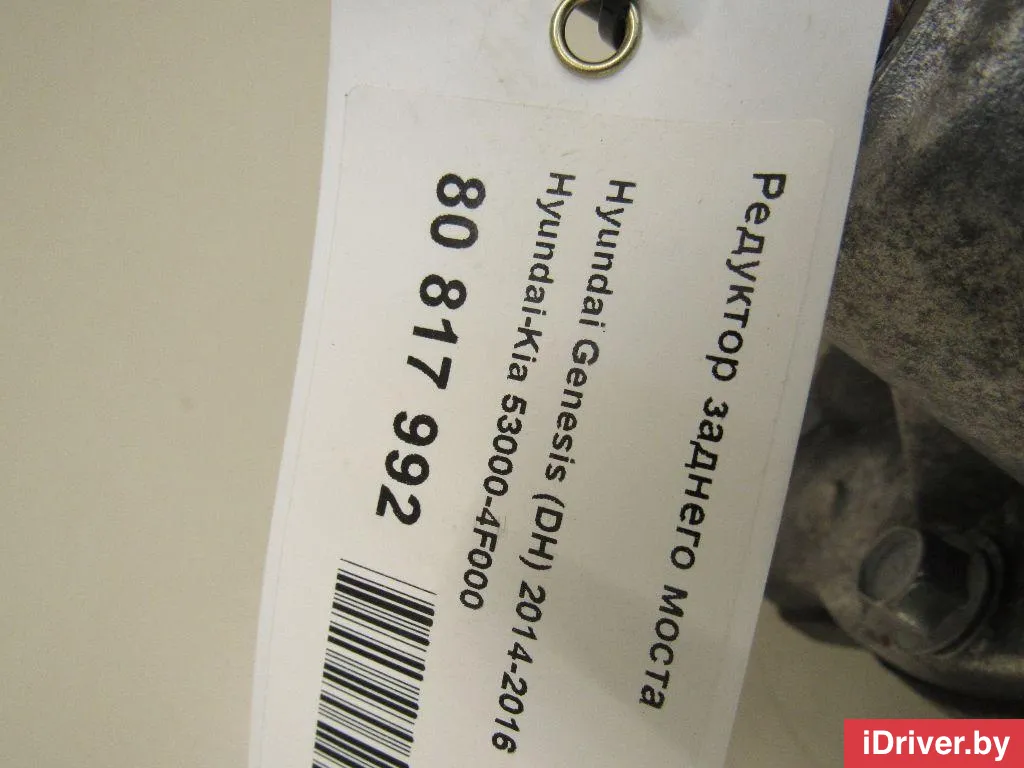 Редуктор заднего моста
Hyundai Genesis (DH) 2014-2016
Hyundai-Kia 53000-4F000
80 817 992
iDriver.by